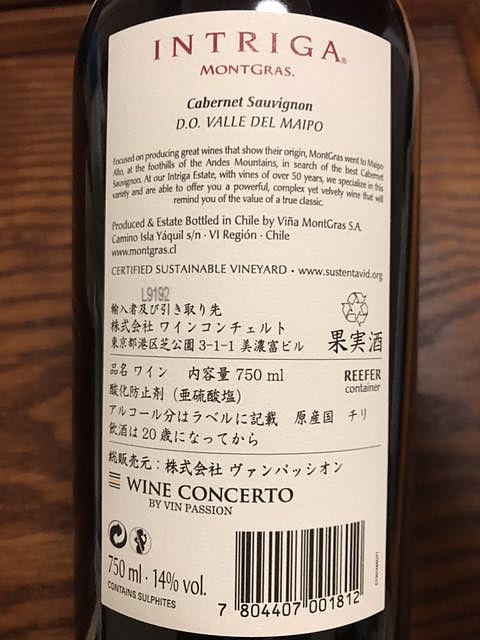 INTRIGA®
MONTGRAS.
Cabernet Sauvignon
D.O. VALLE DEL MAIPO
Focused on producing great wines that show their origin, MontGras went to Maipo
Alto, at the foothills of the Andes Mountains, in search of the best Cabernet
Sauvignon. At our Intriga Estate, with vines of over 50 years, we specialize in this
variety and are able to offer you a powerful, complex yet velvety wine that will
remind you of the value of a true classic.
Produced & Estate Bottled in Chile by Viña MontGras S.A.
Camino Isla Yáquil s/n · VI Región · Chile
www.montgras.cl
CERTIFIED SUSTAINABLE VINEYARD · www.sustentavid.org
L9192
輸入者及び引き取り先
株式会社 ワインコンチェルト
東京都港区芝公園 3-1-1 美濃富ビル
果実酒
品名 ワイン 内容量 750 ml
REEFER
container
酸化防止剤（亜硫酸塩）
アルコール分はラベルに記載 原産国 チリ
飲酒は 20 歳になってから
総販売元：株式会社 ヴァンパッシオン
WINE CONCERTO
BY VIN PASSION
750 ml · 14% vol.
CONTAINS SULPHITES
7 804407 001812